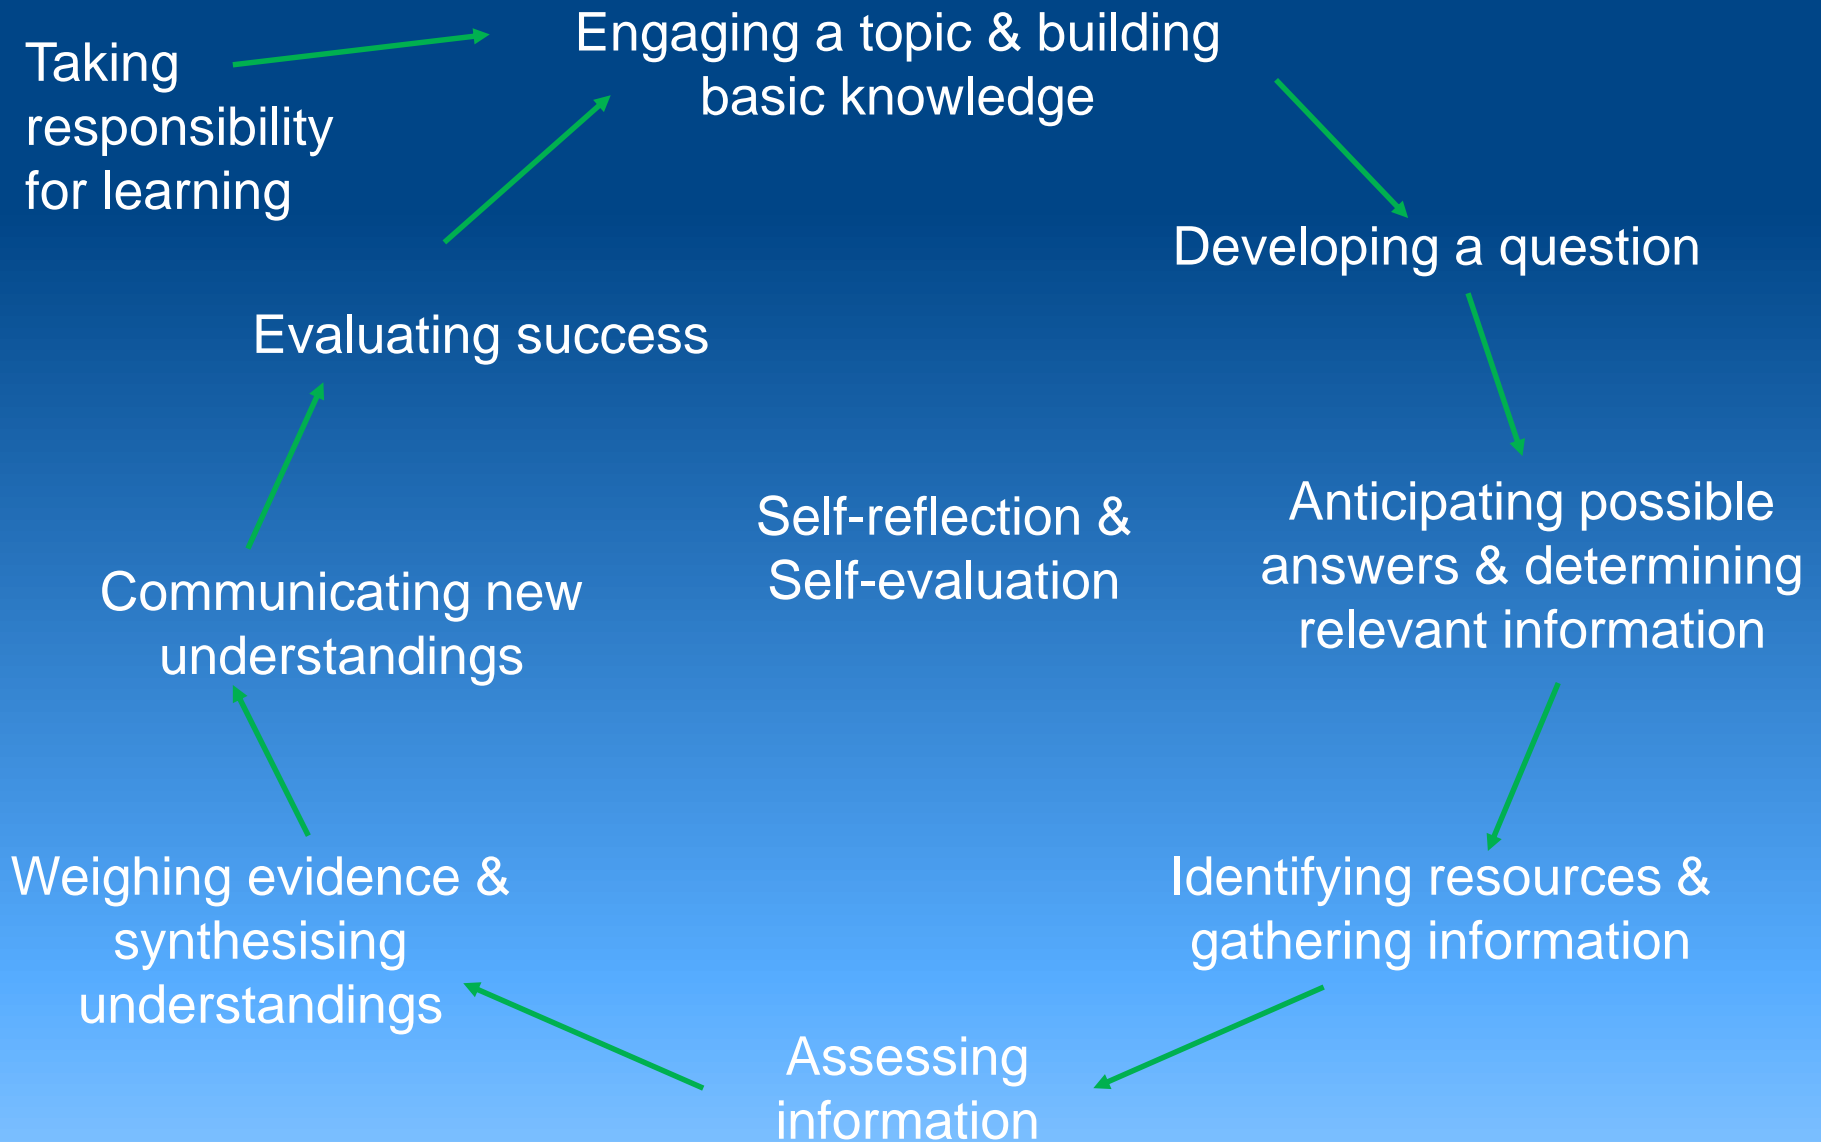 Taking
responsibility
for learning
Engaging a topic & building
basic knowledge
Developing a question
Anticipating possible
answers & determining
relevant information
Identifying resources &
gathering information
Assessing
information
Weighing evidence &
synthesising
understandings
Communicating new
understandings
Evaluating success
Self-reflection &
Self-evaluation